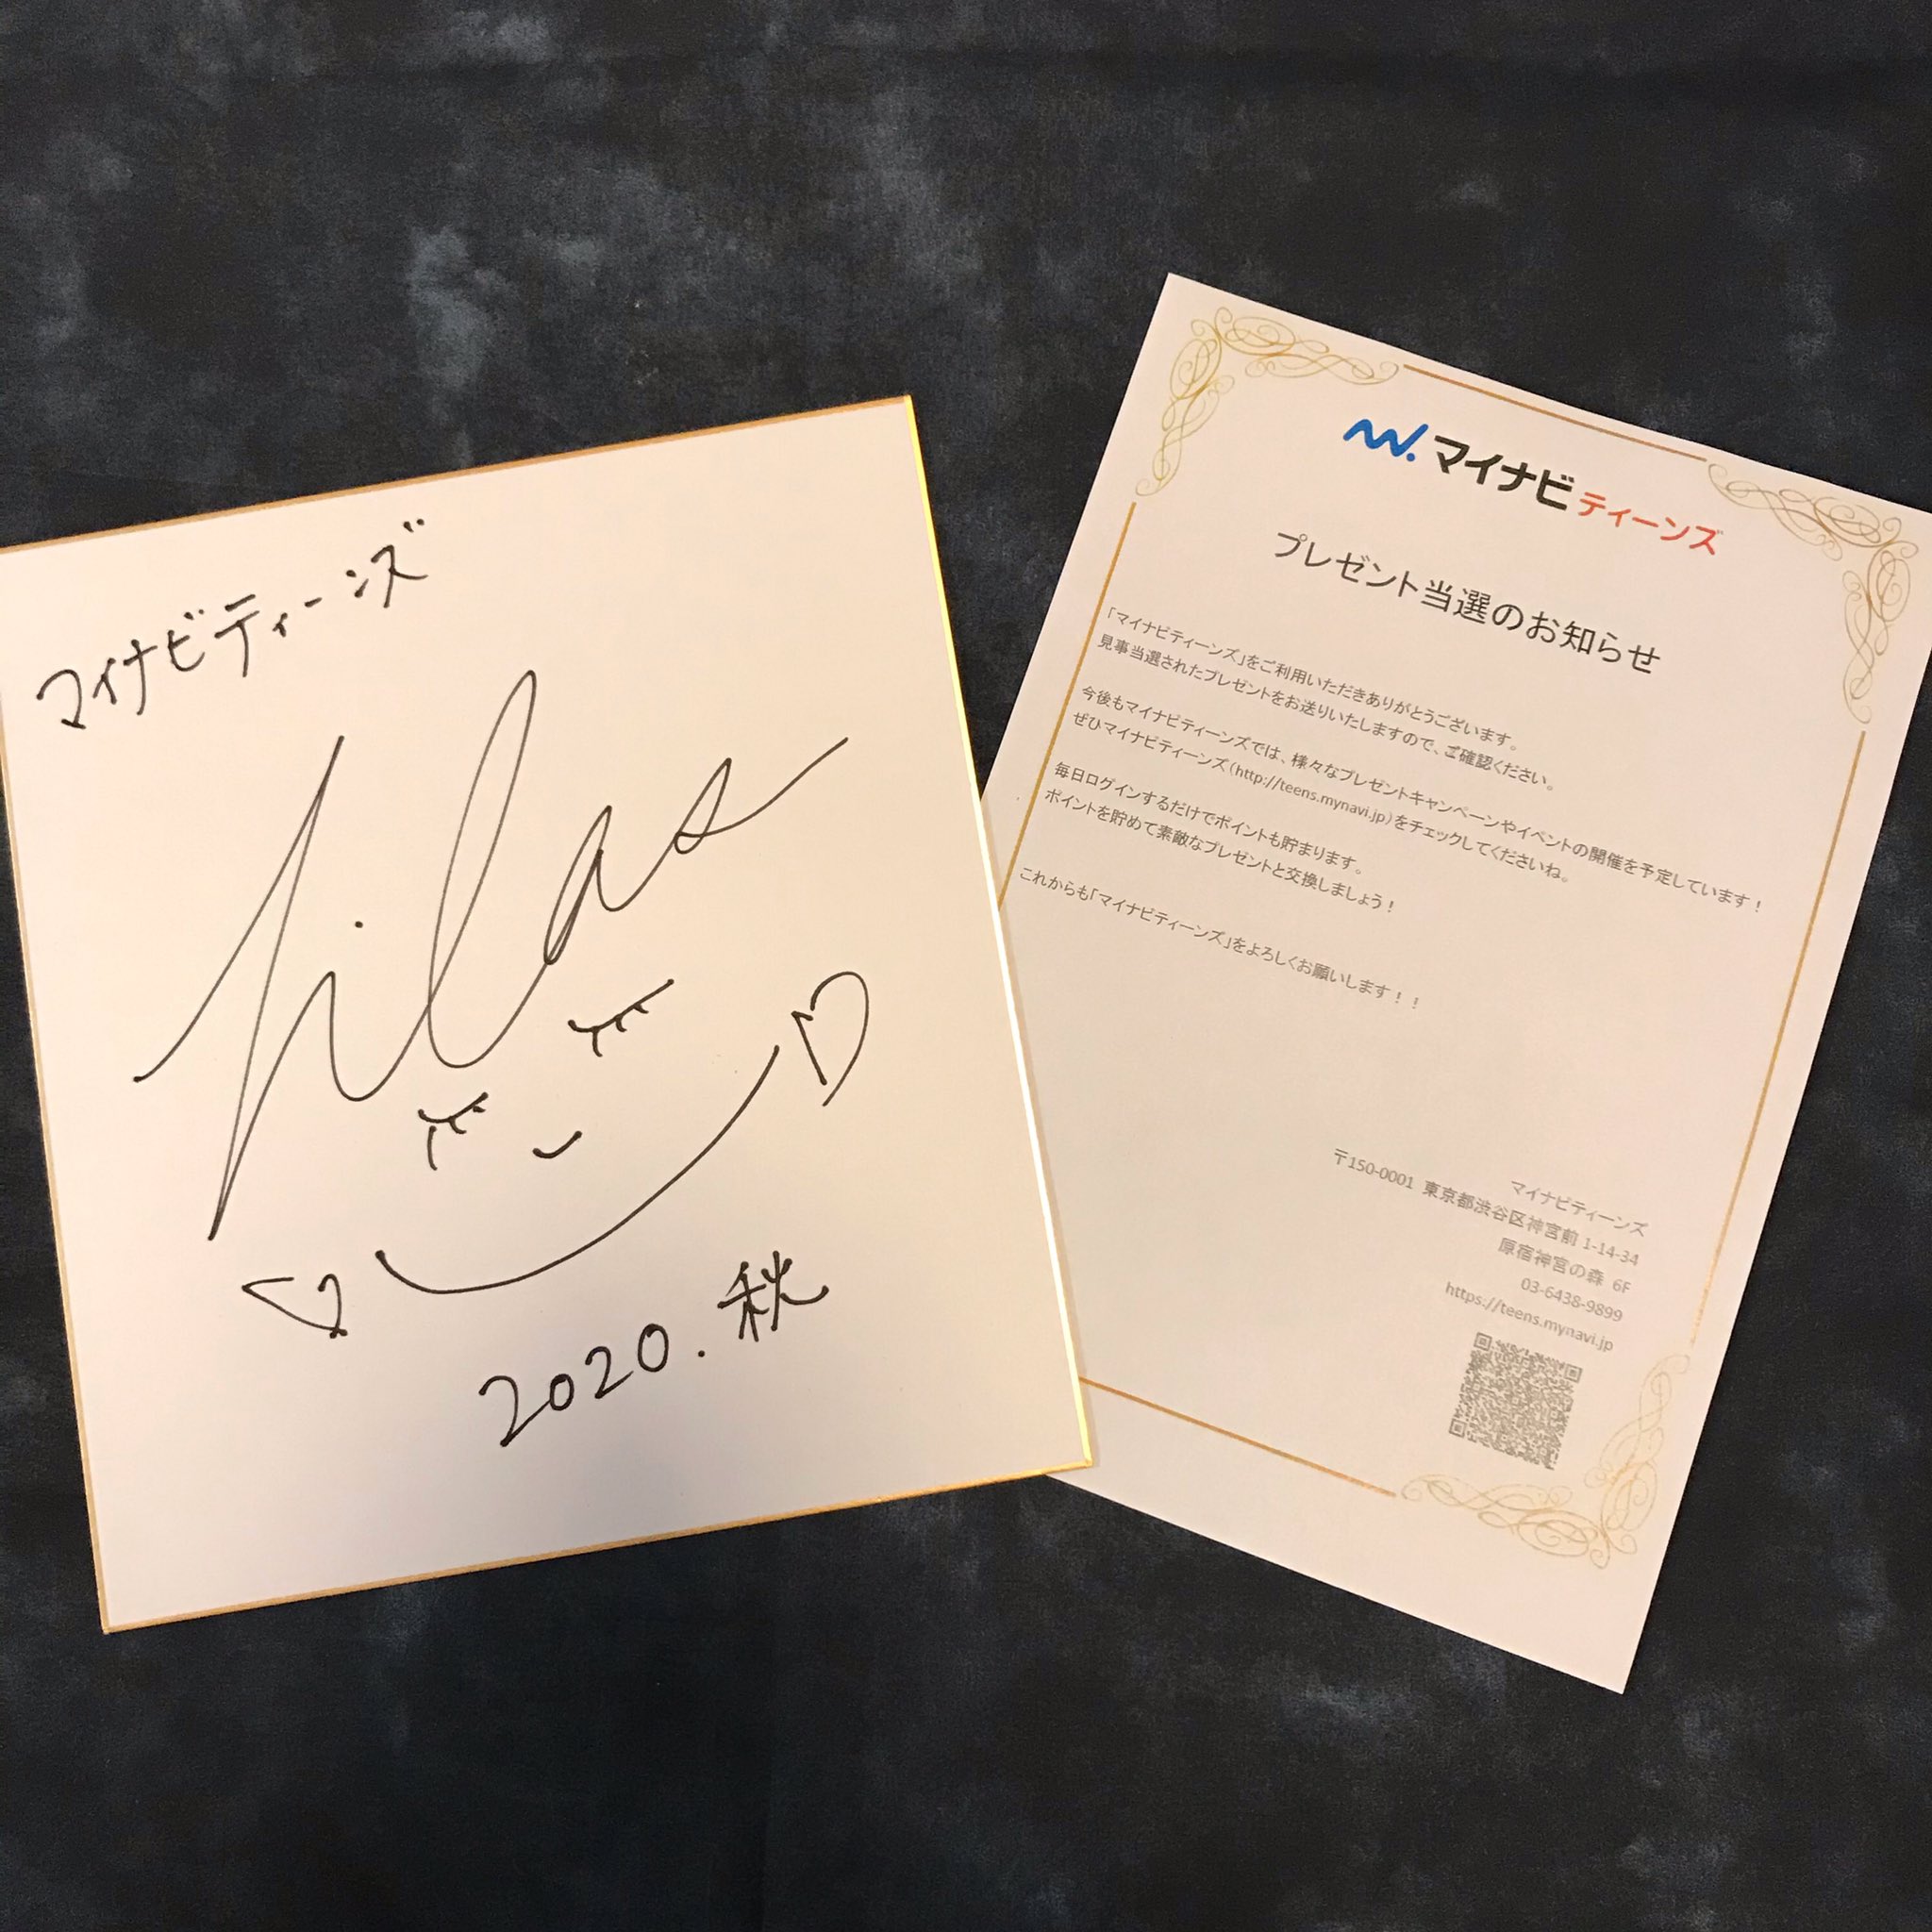 マイナビティーンズ
2020.秋
マイナビティーンズ
プレゼント当選のお知らせ
「マイナビティーンズ」をご利用いただきありがとうございます。
見事当選されたプレゼントをお送りいたしますので、ご確認ください。
今後もマイナビティーンズでは、様々なプレゼントキャンペーンやイベントの開催を予定しています！
ぜひマイナビティーンズ（http://teens.mynavi.jp）をチェックしてくださいね。
毎日ログインするだけでポイントも貯まります。
ポイントを貯めて素敵なプレゼントと交換しましょう！
これからも「マイナビティーンズ」をよろしくお願いします！！
マイナビティーンズ
〒150-0001 東京都渋谷区神宮前 1-14-34
原宿神宮の森 6F
03-6438-9899
https://teens.mynavi.jp